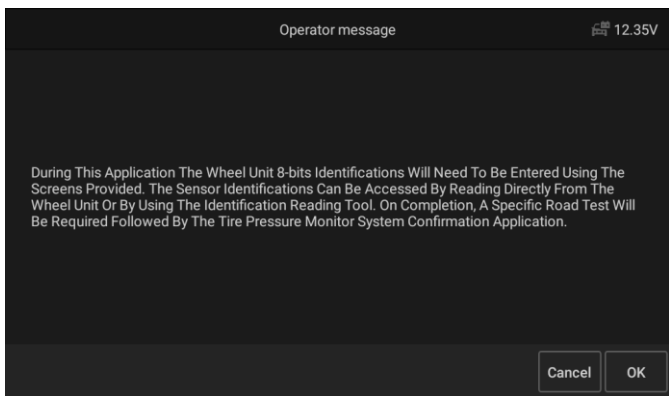 Operator message
12.35V
During This Application The Wheel Unit 8-bits Identifications Will Need To Be Entered Using The
Screens Provided. The Sensor Identifications Can Be Accessed By Reading Directly From The
Wheel Unit Or By Using The Identification Reading Tool. On Completion, A Specific Road Test Will
Be Required Followed By The Tire Pressure Monitor System Confirmation Application.
Cancel
OK